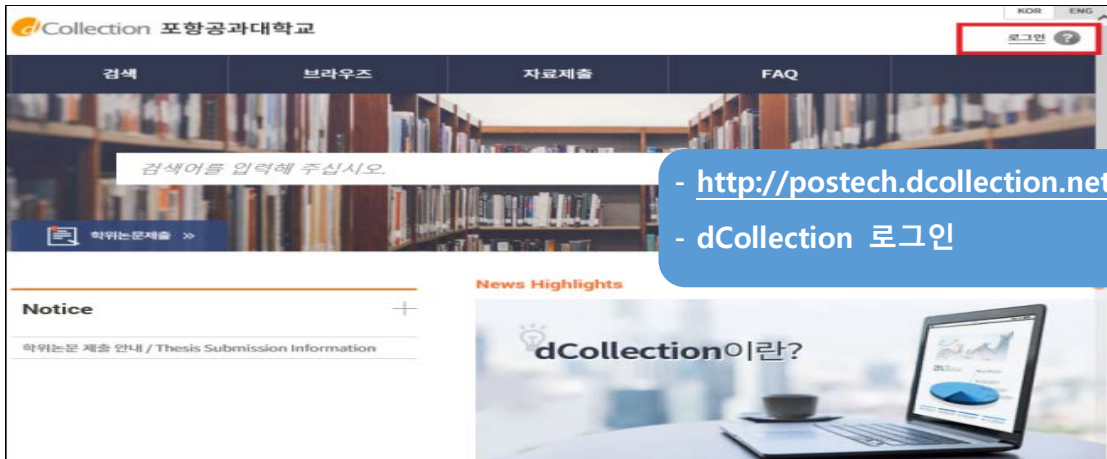 KOR ENG
dCollection 포항공과대학교
로그인 ?
검색 브라우즈 자료제출 FAQ
검색어를 입력해 주십시오.
- http://postech.dcollection.net
- dCollection 로그인
학위논문제출 »
News Highlights
Notice
학위논문 제출 안내 / Thesis Submission Information
dCollection이란?